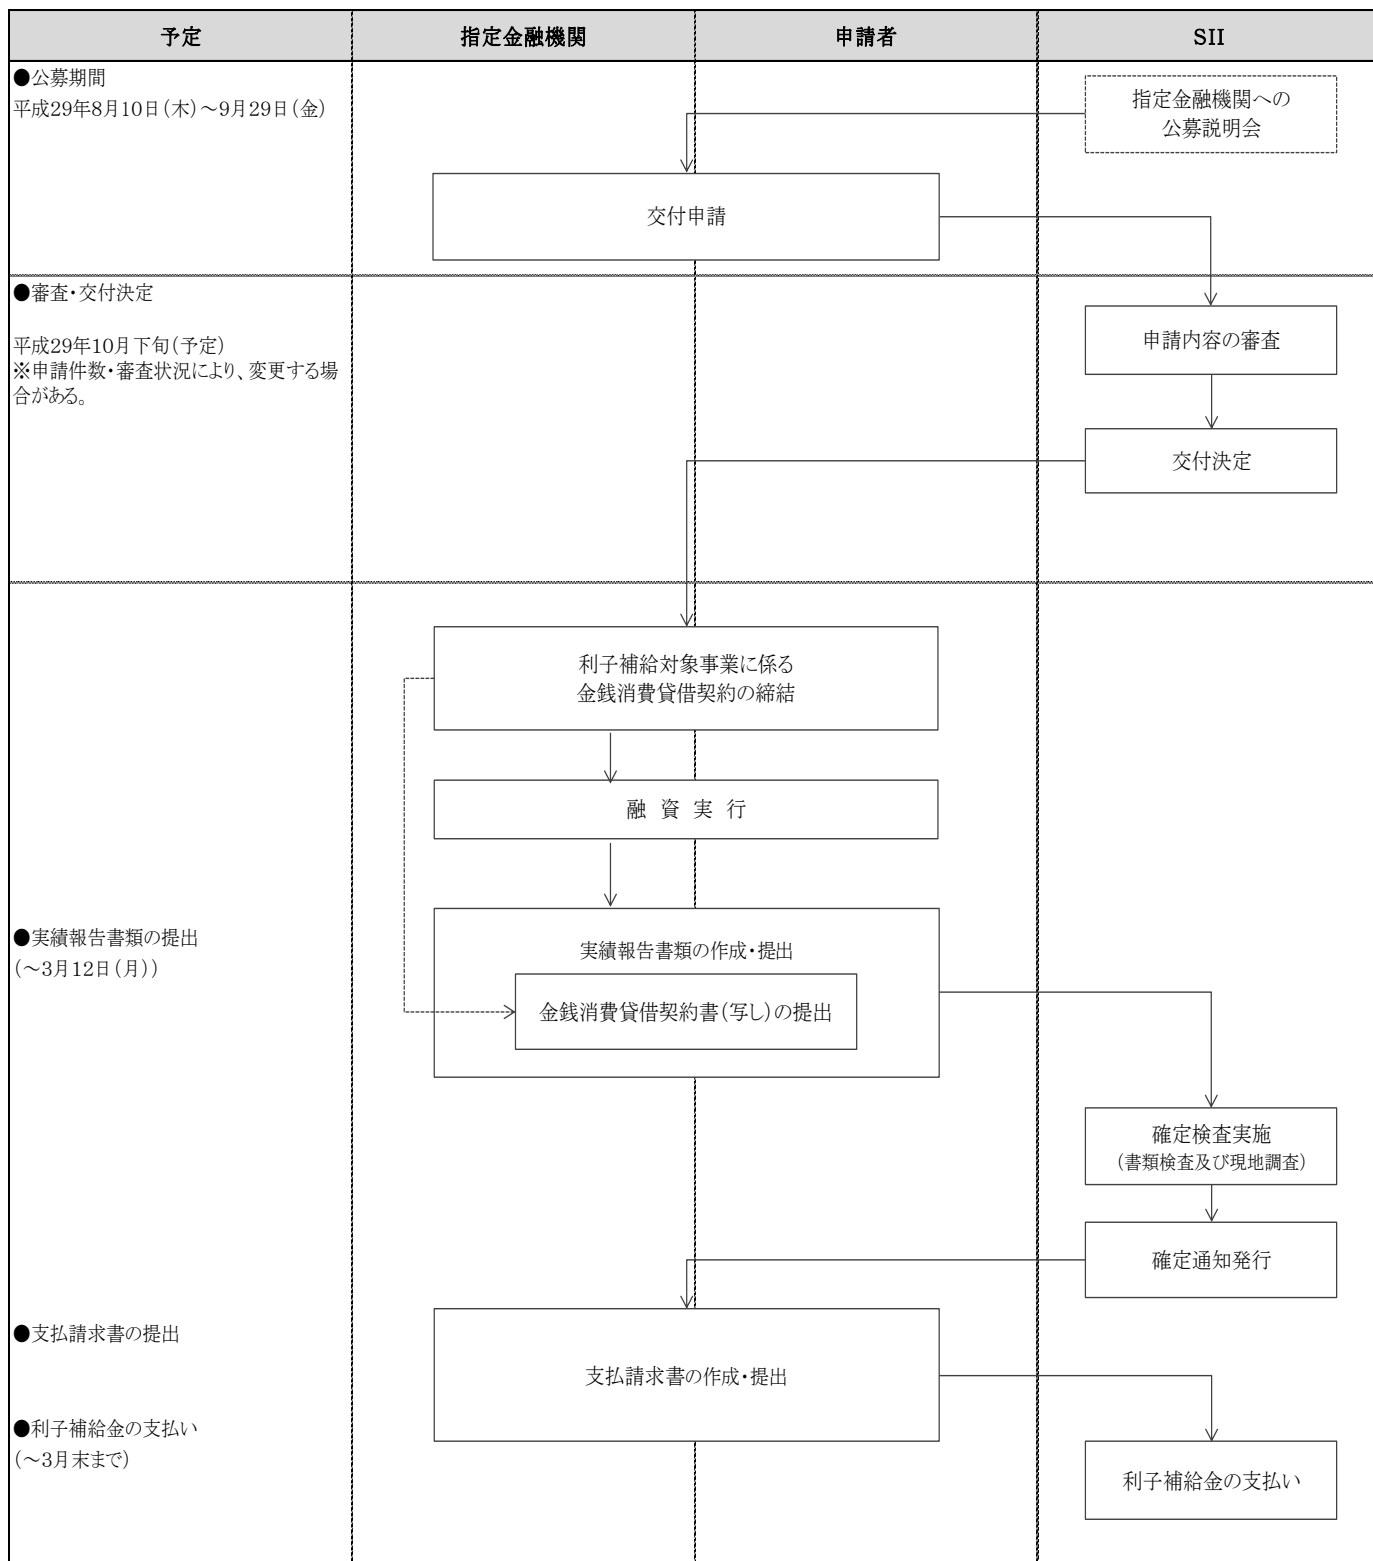 予定
指定金融機関
申請者
SII
●公募期間
平成29年8月10日(木)～9月29日(金)
指定金融機関への
公募説明会
交付申請
●審査・交付決定
平成29年10月下旬(予定)
※申請件数・審査状況により、変更する場
合がある。
申請内容の審査
交付決定
利子補給対象事業に係る
金銭消費貸借契約の締結
融 資 実 行
●実績報告書類の提出
(～3月12日(月))
実績報告書類の作成・提出
金銭消費貸借契約書(写し)の提出
確定検査実施
(書類検査及び現地調査)
確定通知発行
●支払請求書の提出
支払請求書の作成・提出
●利子補給金の支払い
(～3月末まで)
利子補給金の支払い